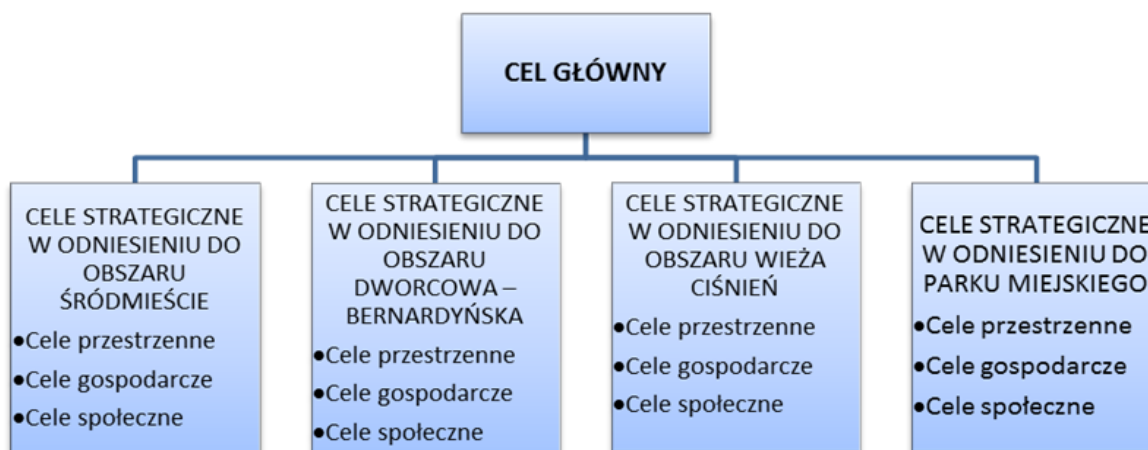 CEL GŁÓWNY
CELE STRATEGICZNE
W ODNIESIENIU DO
OBSZARU
ŚRÓDMIEŚCIE
•Cele przestrzenne
•Cele gospodarcze
•Cele społeczne
CELE STRATEGICZNE
W ODNIESIENIU DO
OBSZARU
DWORCOWA –
BERNARDYŃSKA
•Cele przestrzenne
•Cele gospodarcze
•Cele społeczne
CELE STRATEGICZNE
W ODNIESIENIU DO
OBSZARU WIEŻA
CIŚNIEŃ
•Cele przestrzenne
•Cele gospodarcze
•Cele społeczne
CELE STRATEGICZNE
W ODNIESIENIU DO
PARKU MIEJSKIEGO
•Cele przestrzenne
•Cele gospodarcze
•Cele społeczne